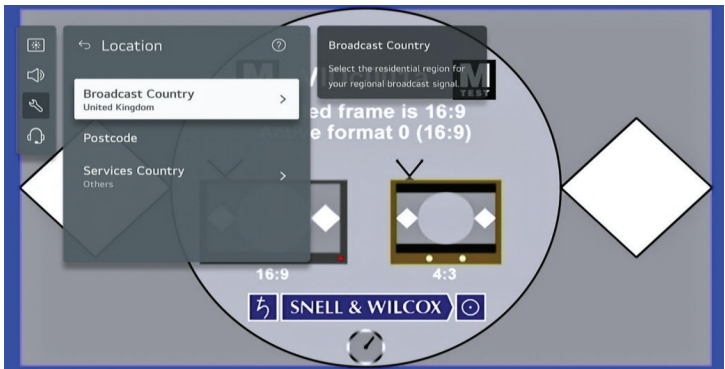 Location
Broadcast Country
United Kingdom
Postcode
Services Country
Others
Broadcast Country
Select the residential region for
your regional broadcast signal.
M
TEST
ed frame is 16:9
format 0 (16:9)
16:9
4:3
SNELL & WILCOX